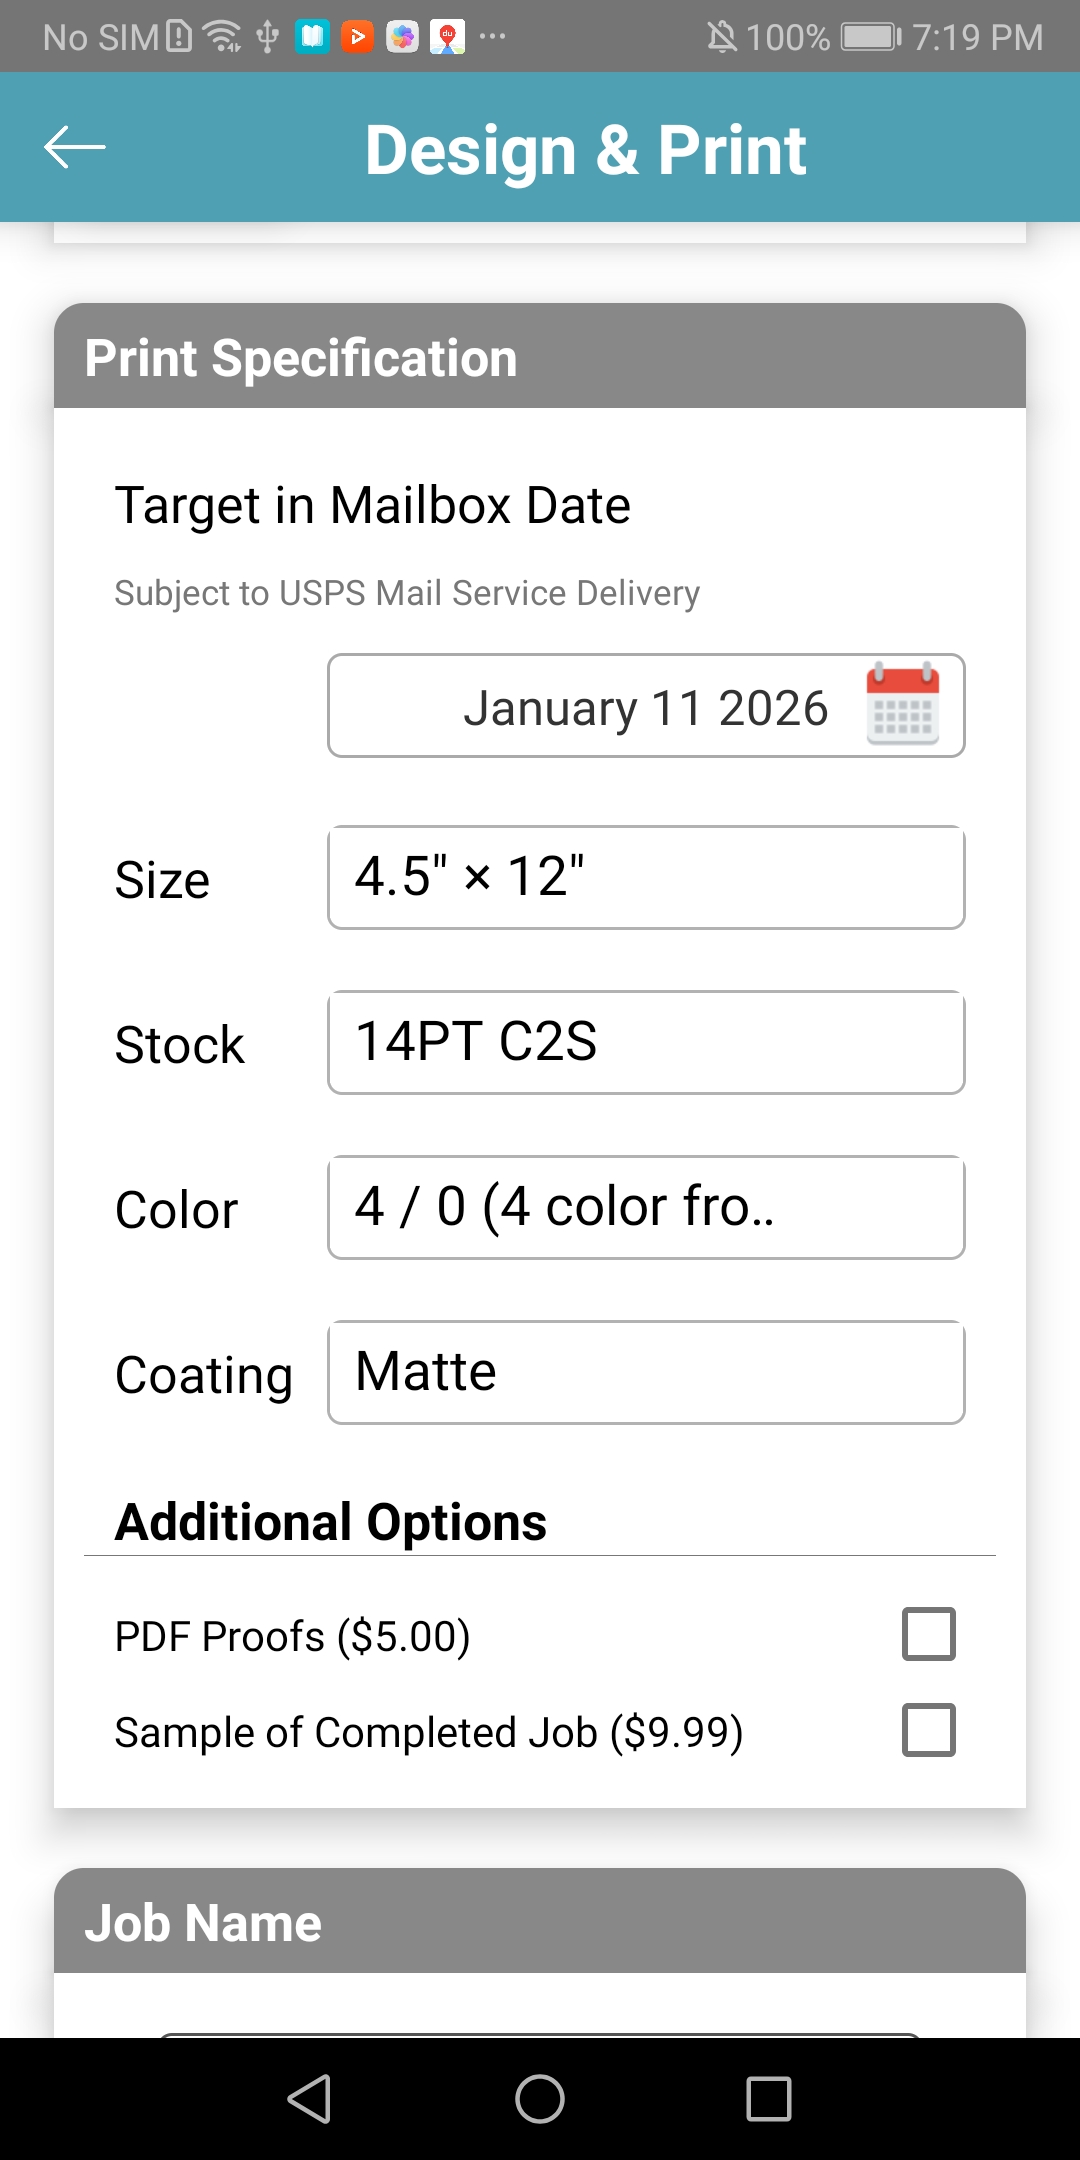 No SIM 100% 7:19 PM
Design & Print
Print Specification
Target in Mailbox Date
Subject to USPS Mail Service Delivery
January 11 2026
Size 4.5" × 12"
Stock 14PT C2S
Color 4 / 0 (4 color fro..
Coating Matte
Additional Options
PDF Proofs ($5.00)
Sample of Completed Job ($9.99)
Job Name